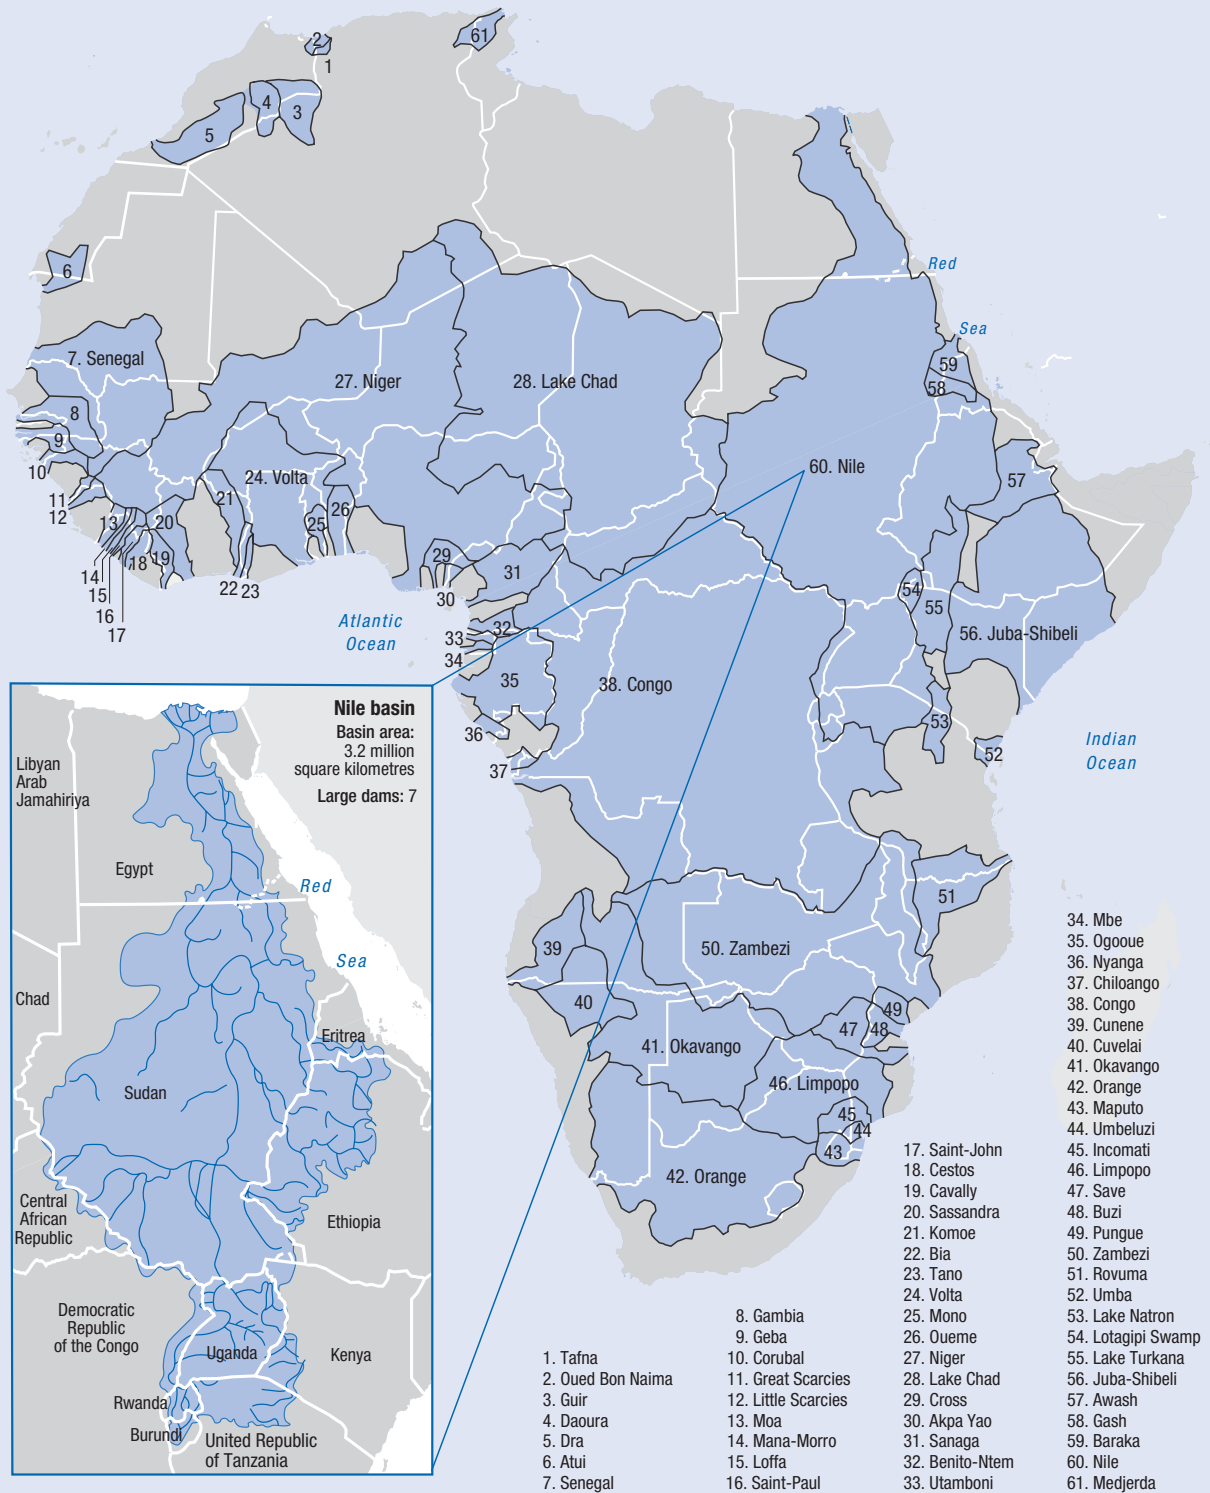 2
61
1
4
3
5
6
Red
Sea
7. Senegal
27. Niger
28. Lake Chad
59
58
8
9
10
60. Nile
57
24. Volta
21
26
11
12
13
20
25
14
18
19
15
16
17
22
23
29
31
30
54
55
Atlantic
Ocean
32
33
34
56. Juba-Shibeli
35
38. Congo
53
36
37
52
Indian
Ocean
Nile basin
Basin area:
3.2 million
square kilometres
Large dams: 7
Libyan
Arab
Jamahiriya
Egypt
Red
Sea
Chad
Eritrea
Sudan
Central
African
Republic
Ethiopia
Democratic
Republic
of the Congo
Uganda
Kenya
Rwanda
Burundi
United Republic
of Tanzania
51
39
50. Zambezi
40
49
47
48
41. Okavango
46. Limpopo
45
44
43
42. Orange
1. Tafna
2. Oued Bon Naima
3. Guir
4. Daoura
5. Dra
6. Atui
7. Senegal
8. Gambia
9. Geba
10. Corubal
11. Great Scarcies
12. Little Scarcies
13. Moa
14. Mana-Morro
15. Loffa
16. Saint-Paul
17. Saint-John
18. Cestos
19. Cavally
20. Sassandra
21. Komoe
22. Bia
23. Tano
24. Volta
25. Mono
26. Oueme
27. Niger
28. Lake Chad
29. Cross
30. Akpa Yao
31. Sanaga
32. Benito-Ntem
33. Utamboni
34. Mbe
35. Ogooue
36. Nyanga
37. Chiloango
38. Congo
39. Cunene
40. Cuvelai
41. Okavango
42. Orange
43. Maputo
44. Umbeluzi
45. Incomati
46. Limpopo
47. Save
48. Buzi
49. Pungue
50. Zambezi
51. Rovuma
52. Umba
53. Lake Natron
54. Lotagipi Swamp
55. Lake Turkana
56. Juba-Shibeli
57. Awash
58. Gash
59. Baraka
60. Nile
61. Medjerda